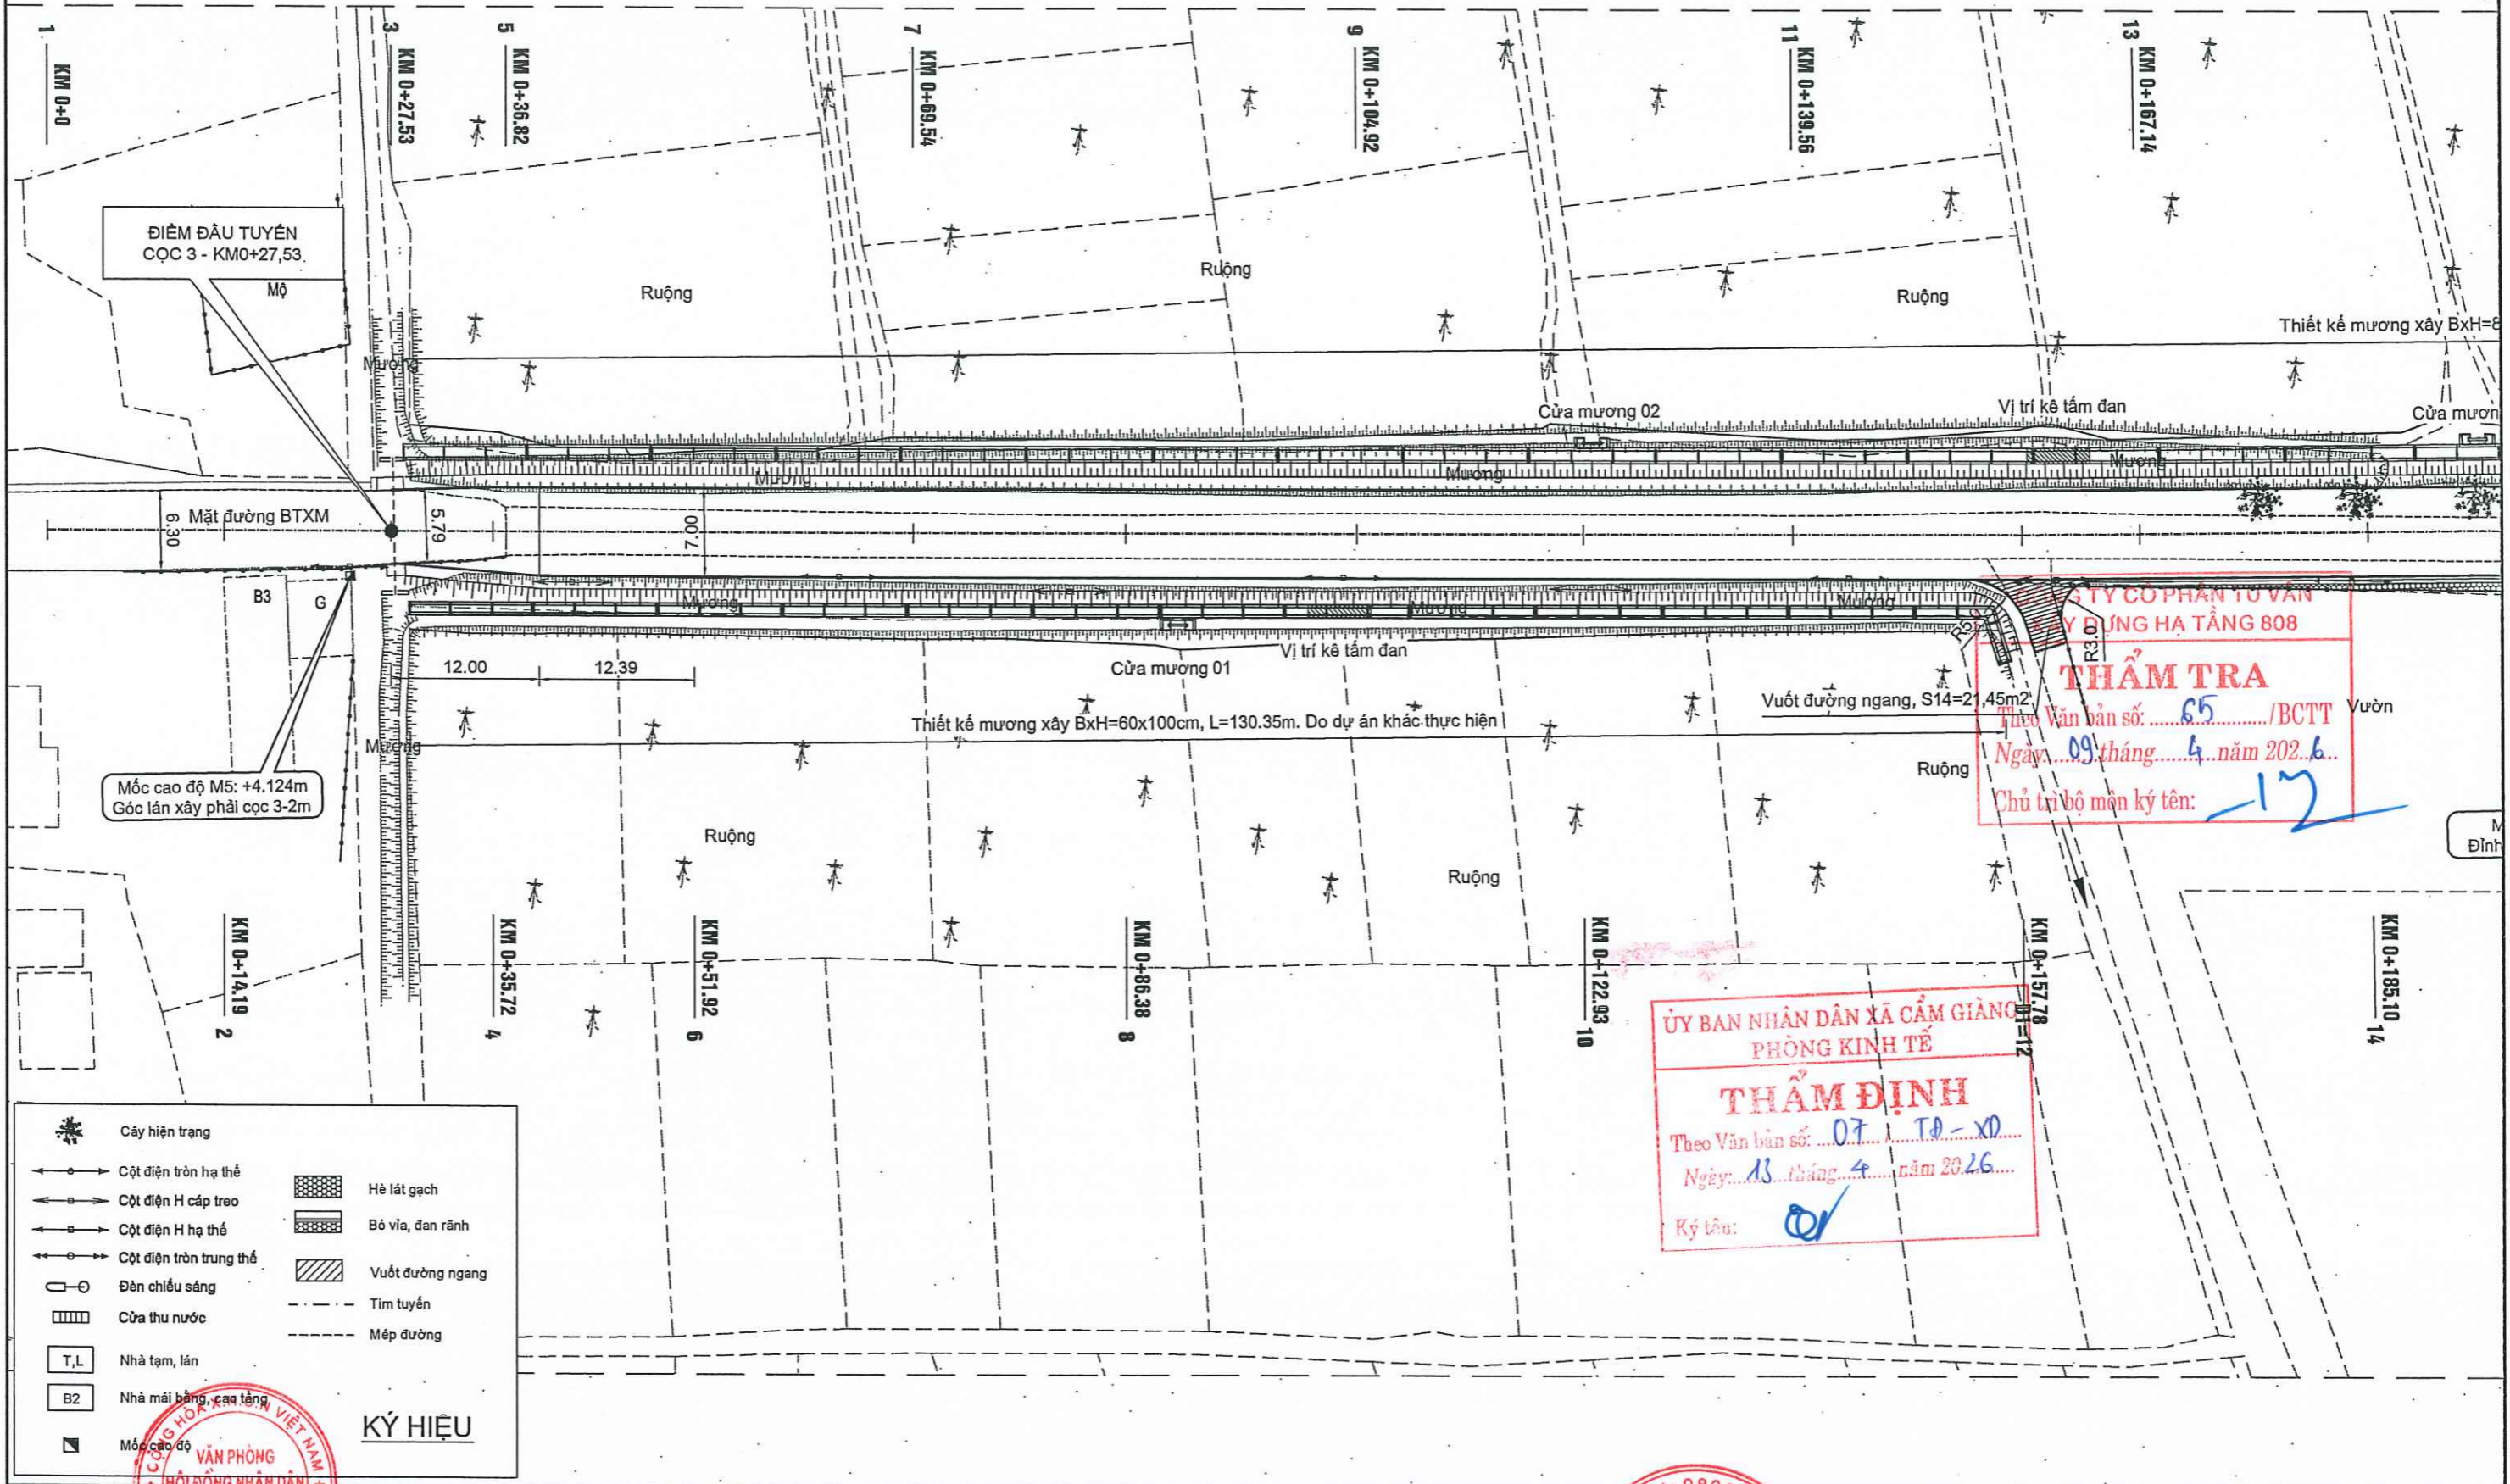 1
KM 0+0
3
KM 0+27.53
5
KM 0+36.82
7
KM 0+69.54
9
KM 0+104.92
11
KM 0+139.56
13
KM 0+167.14
ĐIỂM ĐẦU TUYẾN
CỌC 3 - KM0+27,53
Mộ
Ruộng
Ruộng
Ruộng
Thiết kế mương xây BxH=8
Mương
Cửa mương 02
Vị trí kê tấm đan
Cửa mươn
Mương
Mương
Mương
6.30
Mặt đường BTXM
5.79
7.00
B3
G
Mương
Mương
Mương
R3.0
12.00
12.39
Cửa mương 01
Vị trí kê tấm đan
Vuốt đường ngang, S14=21,45m2
Thiết kế mương xây BxH=60x100cm, L=130.35m. Do dự án khác thực hiện
Mương
Mốc cao độ M5: +4.124m
Góc lán xây phải cọc 3-2m
Ruộng
Ruộng
Ruộng
Vườn
CÔNG TY CỔ PHẦN TƯ VẤN
XÂY DỰNG HẠ TẦNG 808
THẨM TRA
Theo Văn bản số: 65 /BCTT
Ngày 09 tháng 4 năm 2026
Chủ trì bộ môn ký tên:
M
Đỉnh
KM 0+14.19
2
KM 0+35.72
4
KM 0+51.92
6
KM 0+86.38
8
KM 0+122.93
10
KM 0+157.78
D1=12
KM 0+185.10
14
ỦY BAN NHÂN DÂN XÃ CẨM GIÀNG
PHÒNG KINH TẾ
THẨM ĐỊNH
Theo Văn bản số: 07 / TĐ-XD
Ngày: 13 tháng 4 năm 2026
Ký tên:
Cây hiện trạng
Cột điện tròn hạ thế
Cột điện H cáp treo
Cột điện H hạ thế
Cột điện tròn trung thế
Đèn chiếu sáng
Cửa thu nước
T,L
Nhà tạm, lán
B2
Nhà mái bằng, cao tầng
Mốc cao độ
Hè lát gạch
Bó vỉa, đan rãnh
Vuốt đường ngang
Tim tuyến
Mép đường
KÝ HIỆU
CỘNG HÒA X.H.C.N VIỆT NAM
VĂN PHÒNG
HỘI ĐỒNG NHÂN DÂN